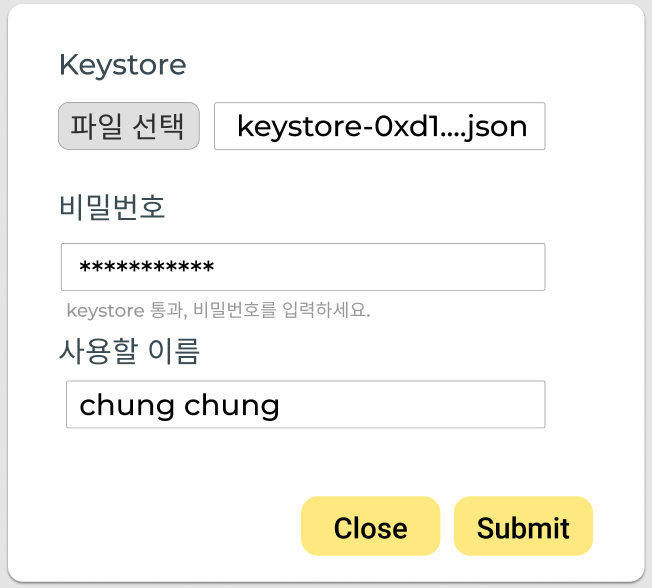 Keystore
파일 선택 keystore-0xd1....json
비밀번호
***********
keystore 통과, 비밀번호를 입력하세요.
사용할 이름
chung chung
Close Submit